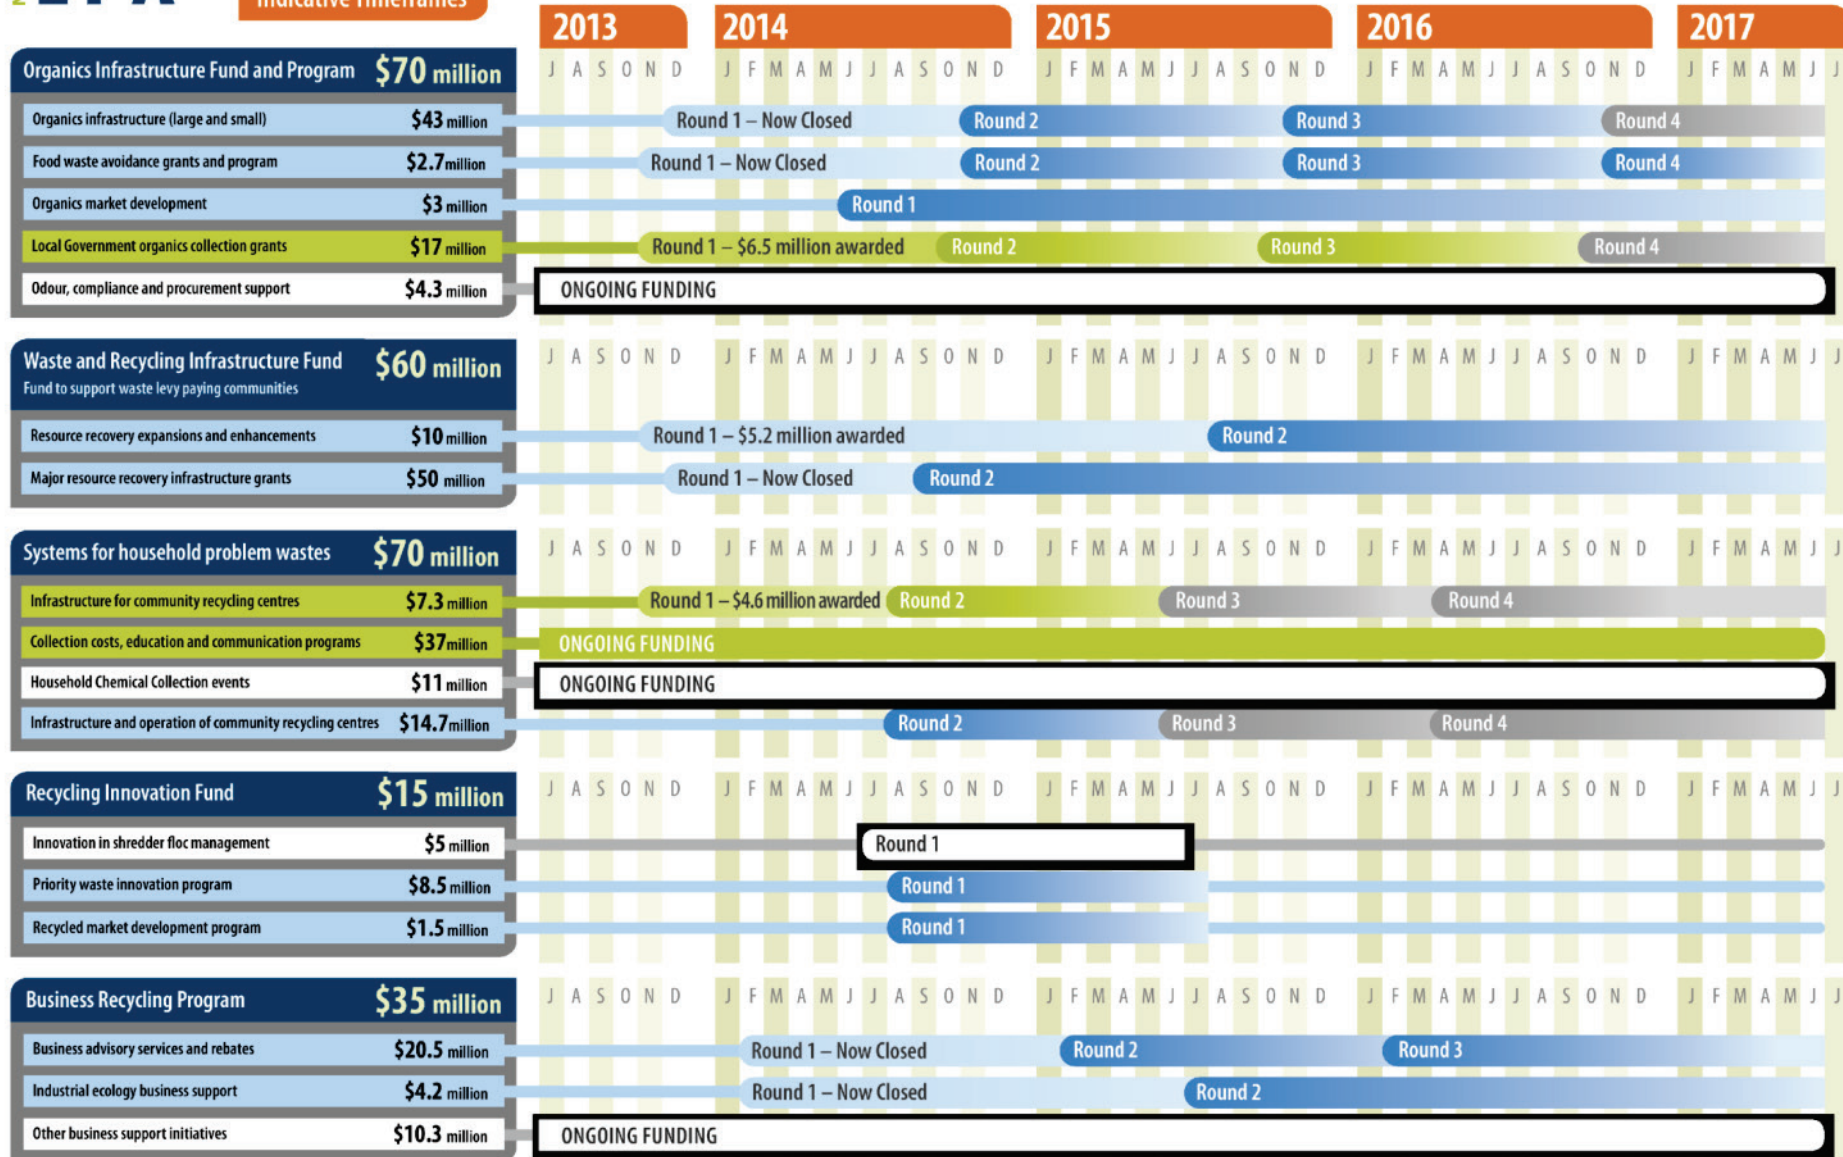 2013 2014 2015 2016 2017
Organics Infrastructure Fund and Program $70 million
J A S O N D J F M A M J J A S O N D J F M A M J J A S O N D J F M A M J J A S O N D J F M A M J J
Organics infrastructure (large and small) $43 million Round 1 – Now Closed Round 2 Round 3 Round 4
Food waste avoidance grants and program $2.7million Round 1 – Now Closed Round 2 Round 3 Round 4
Organics market development $3 million Round 1
Local Government organics collection grants $17 million Round 1 – $6.5 million awarded Round 2 Round 3 Round 4
Odour, compliance and procurement support $4.3 million ONGOING FUNDING
Waste and Recycling Infrastructure Fund $60 million
J A S O N D J F M A M J J A S O N D J F M A M J J A S O N D J F M A M J J A S O N D J F M A M J J
Fund to support waste levy paying communities
Resource recovery expansions and enhancements $10 million Round 1 – $5.2 million awarded Round 2
Major resource recovery infrastructure grants $50 million Round 1 – Now Closed Round 2
Systems for household problem wastes $70 million
J A S O N D J F M A M J J A S O N D J F M A M J J A S O N D J F M A M J J A S O N D J F M A M J J
Infrastructure for community recycling centres $7.3 million Round 1 – $4.6 million awarded Round 2 Round 3 Round 4
Collection costs, education and communication programs $37million ONGOING FUNDING
Household Chemical Collection events $11 million ONGOING FUNDING
Infrastructure and operation of community recycling centres $14.7million Round 2 Round 3 Round 4
Recycling Innovation Fund $15 million
J A S O N D J F M A M J J A S O N D J F M A M J J A S O N D J F M A M J J A S O N D J F M A M J J
Innovation in shredder floc management $5 million Round 1
Priority waste innovation program $8.5 million Round 1
Recycled market development program $1.5 million Round 1
Business Recycling Program $35 million
J A S O N D J F M A M J J A S O N D J F M A M J J A S O N D J F M A M J J A S O N D J F M A M J J
Business advisory services and rebates $20.5 million Round 1 – Now Closed Round 2 Round 3
Industrial ecology business support $4.2 million Round 1 – Now Closed Round 2
Other business support initiatives $10.3 million ONGOING FUNDING